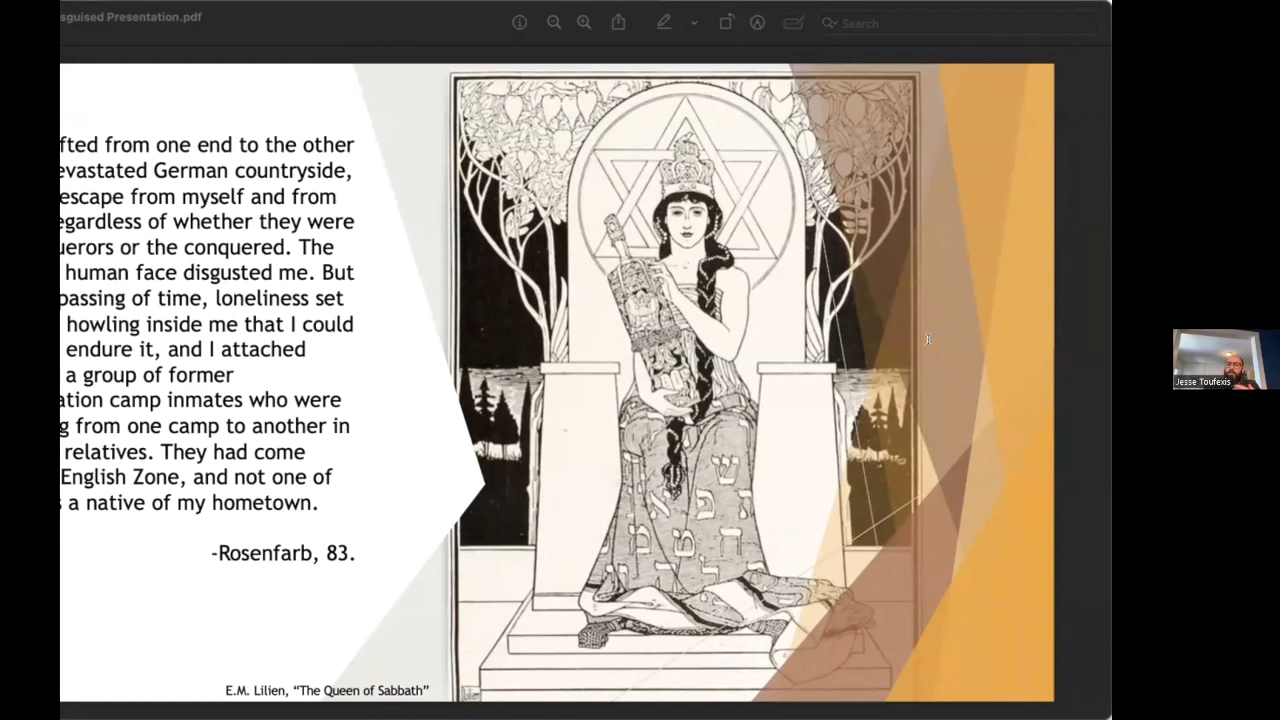 sguised Presentation.pdf
Search
fted from one end to the other
evastated German countryside,
escape from myself and from
egardless of whether they were
uerors or the conquered. The
human face disgusted me. But
passing of time, loneliness set
howling inside me that I could
endure it, and I attached
a group of former
ation camp inmates who were
g from one camp to another in
relatives. They had come
English Zone, and not one of
s a native of my hometown.
-Rosenfarb, 83.
E.M. Lilien, “The Queen of Sabbath”
ש
א
פ
ה
Jesse Toufexis